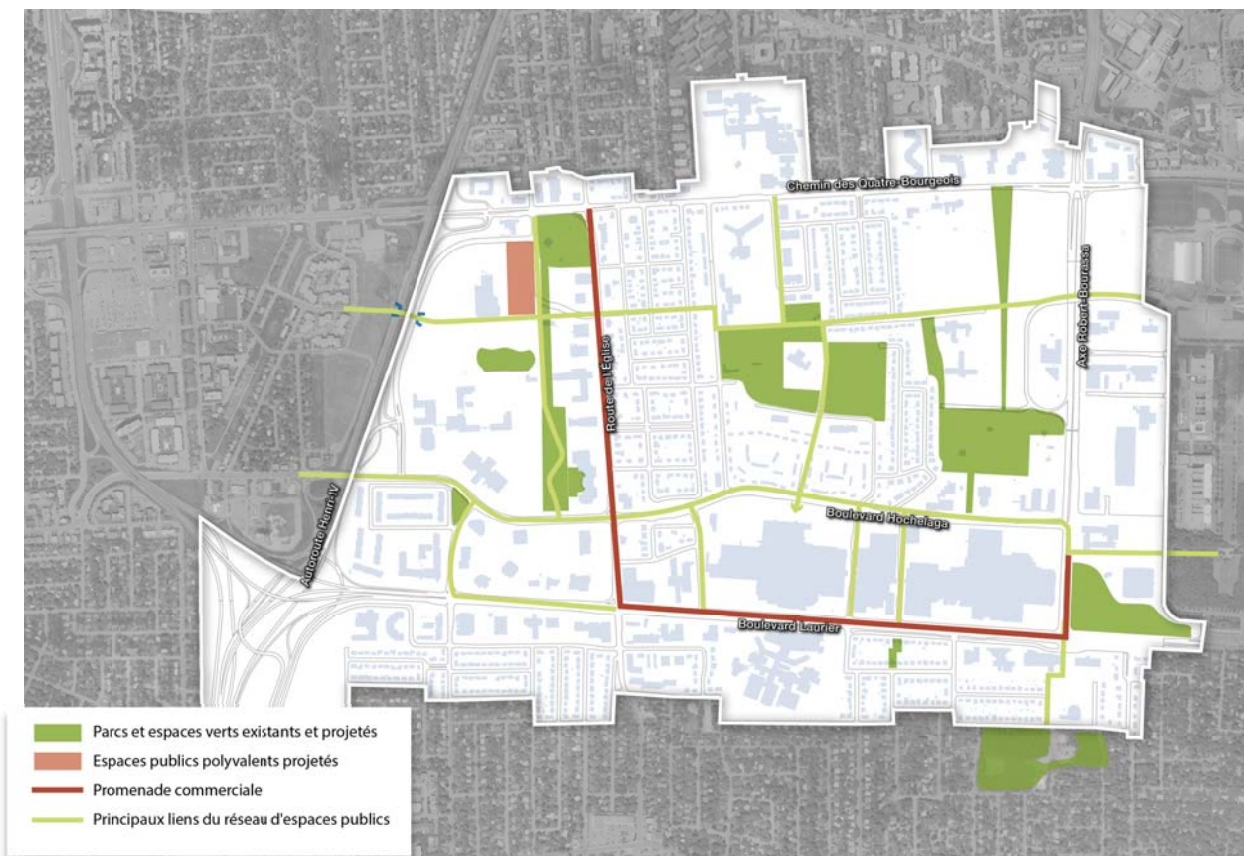 Chemin des Quatre-Bourgeois
Axe Robert-Bourassa
Route de l'Église
Boulevard Hochelaga
Autoroute Henri-IV
Boulevard Laurier
Parcs et espaces verts existants et projetés
Espaces publics polyvalents projetés
Promenade commerciale
Principaux liens du réseau d'espaces publics